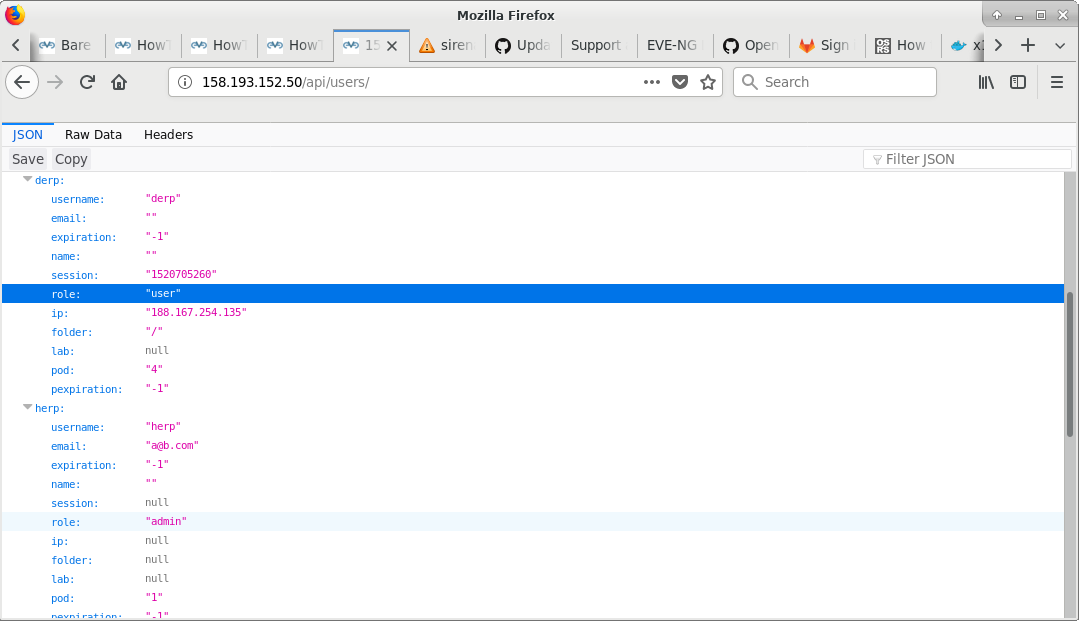 Mozilla Firefox
Bare HowT HowT HowT 15 siren Upda Support EVE-NG Open Sign How x1
158.193.152.50/api/users/ Search
JSON Raw Data Headers
Save Copy Filter JSON
derp:
username: "derp"
email: ""
expiration: "-1"
name: ""
session: "1520705260"
role: "user"
ip: "188.167.254.135"
folder: "/"
lab: null
pod: "4"
pexpiration: "-1"
herp:
username: "herp"
email: "a@b.com"
expiration: "-1"
name: ""
session: null
role: "admin"
ip: null
folder: null
lab: null
pod: "1"
pexpiration: "-1"